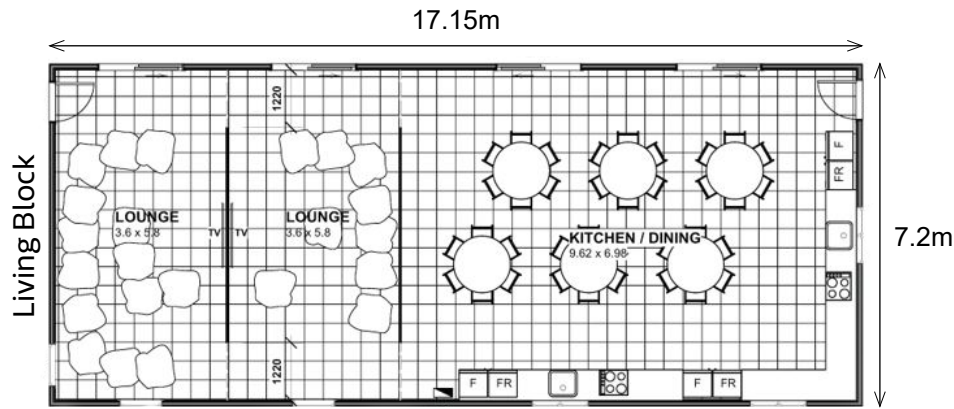 17.15m
1220
F
FR
Living Block
LOUNGE
3.6 x 5.8
TV
TV
LOUNGE
3.6 x 5.8
KITCHEN / DINING
9.62 x 6.98
7.2m
1220
F
FR
F
FR